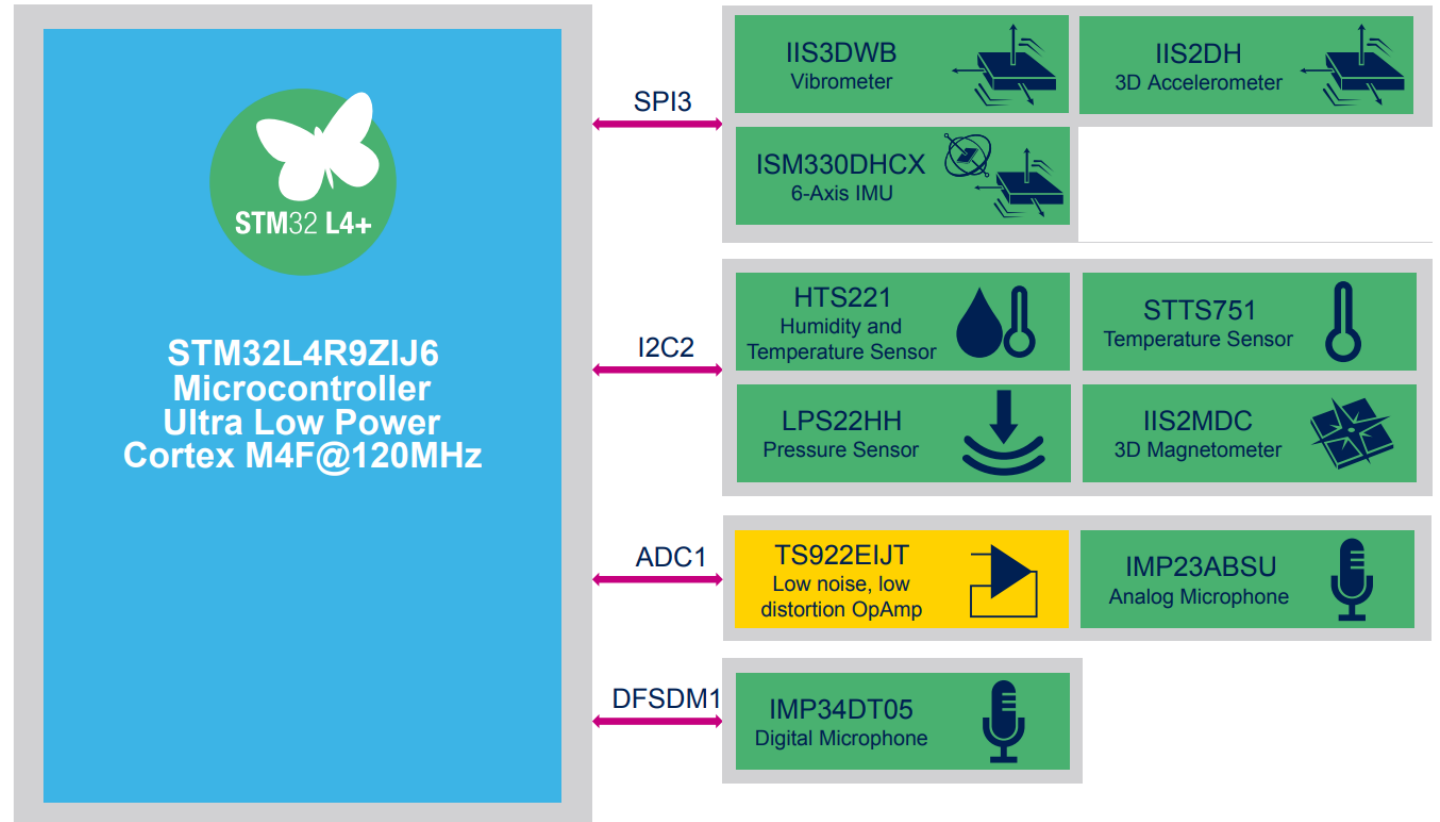 STM32 L4+
STM32L4R9ZIJ6
Microcontroller
Ultra Low Power
Cortex M4F@120MHz
SPI3
IIS3DWB
Vibrometer
IIS2DH
3D Accelerometer
ISM330DHCX
6-Axis IMU
I2C2
HTS221
Humidity and
Temperature Sensor
STTS751
Temperature Sensor
LPS22HH
Pressure Sensor
IIS2MDC
3D Magnetometer
ADC1
TS922EIJT
Low noise, low
distortion OpAmp
IMP23ABSU
Analog Microphone
DFSDM1
IMP34DT05
Digital Microphone